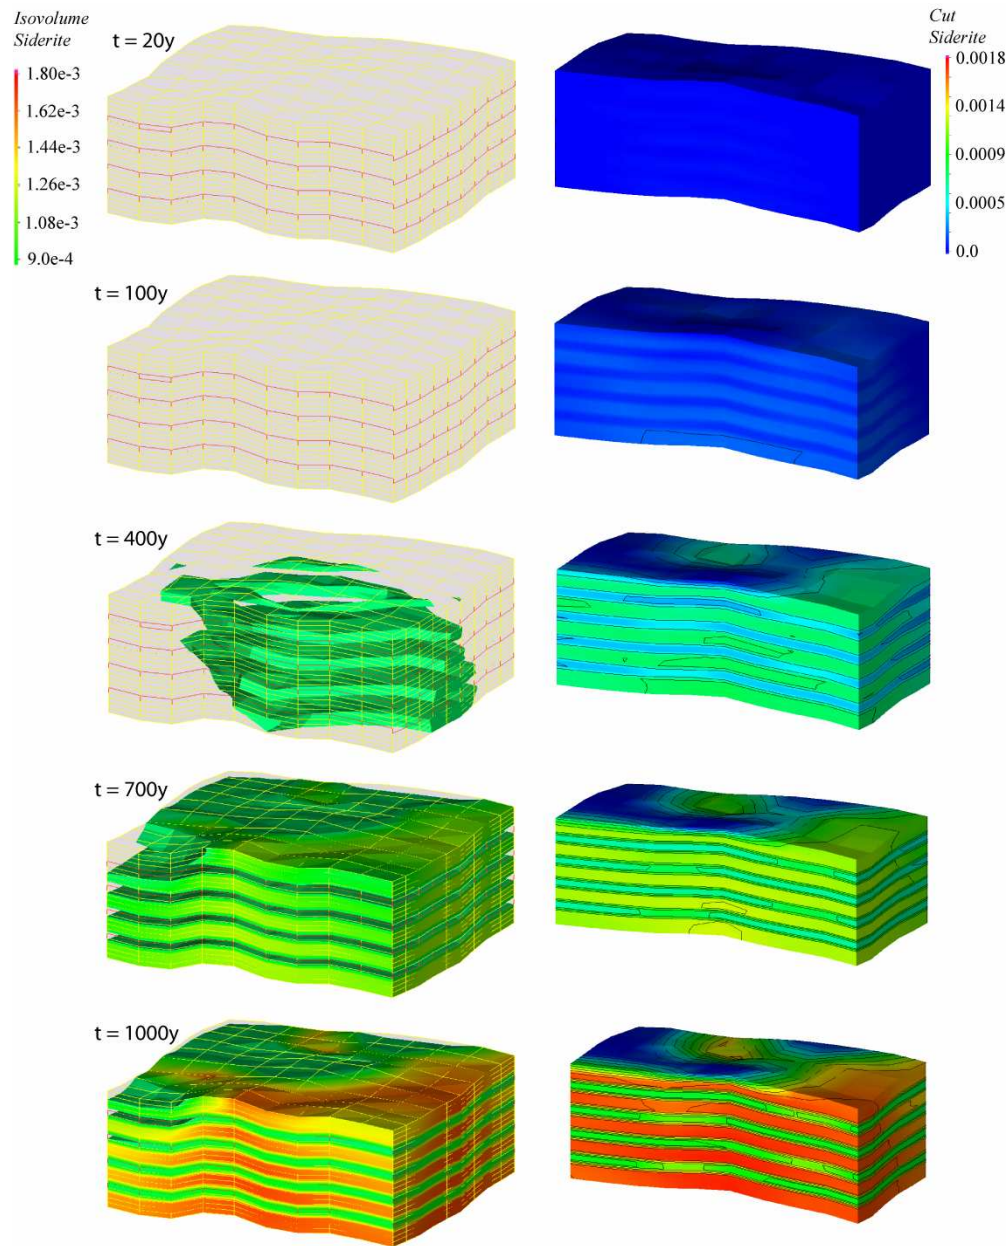 Isovolume
Siderite
1.80e-3
1.62e-3
1.44e-3
1.26e-3
1.08e-3
9.0e-4
t = 20y
Cut
Siderite
0.0018
0.0014
0.0009
0.0005
0.0
t = 100y
t = 400y
t = 700y
t = 1000y